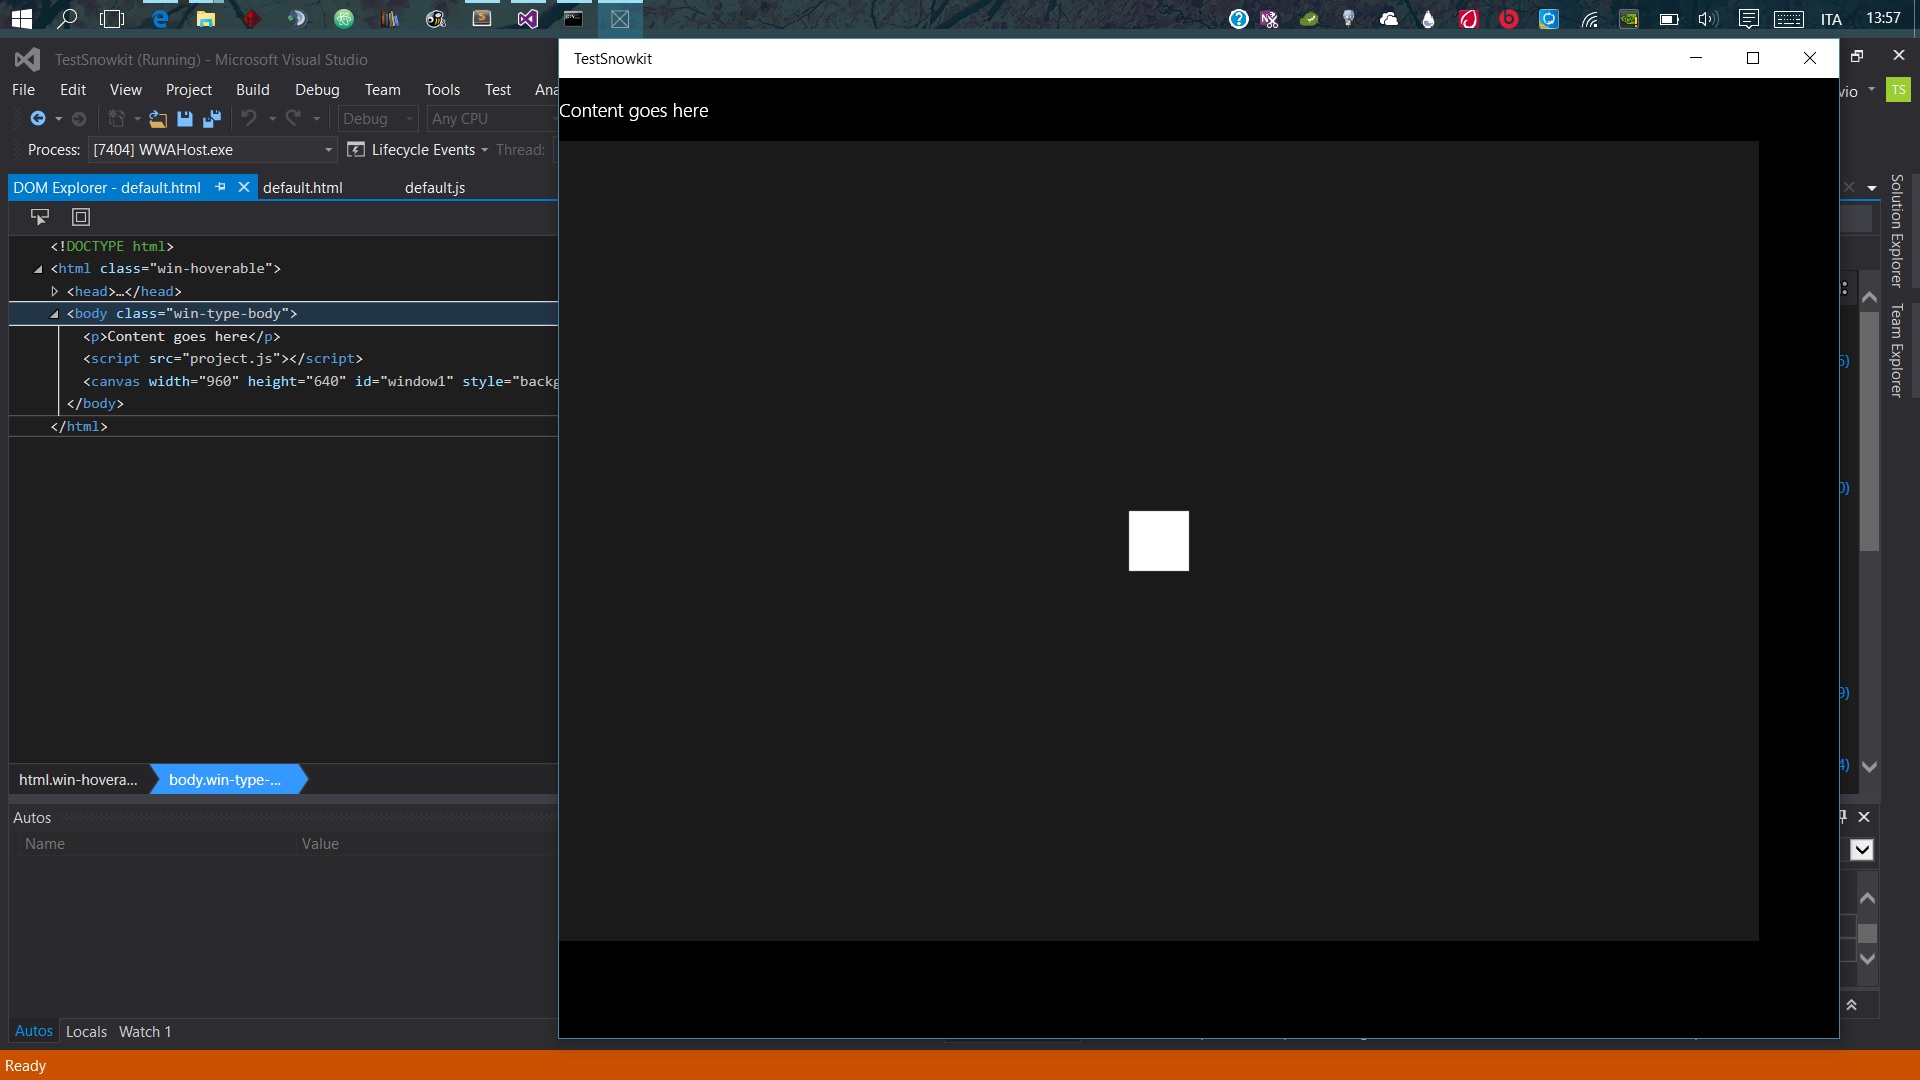 ITA
13:57
TestSnowkit (Running) - Microsoft Visual Studio
File Edit View Project Build Debug Team Tools Test Ana
vio
TS
Debug Any CPU
Process: [7404] WWAHost.exe Lifecycle Events Thread:
DOM Explorer - default.html default.html default.js
<!DOCTYPE html>
<html class="win-hoverable">
<head>…</head>
<body class="win-type-body">
<p>Content goes here</p>
<script src="project.js"></script>
<canvas width="960" height="640" id="window1" style="backg
</body>
</html>
html.win-hovera... body.win-type-...
Autos
Name Value
Autos Locals Watch 1
Ready
TestSnowkit
Content goes here
Solution Explorer
Team Explorer
5)
0)
9)
4)